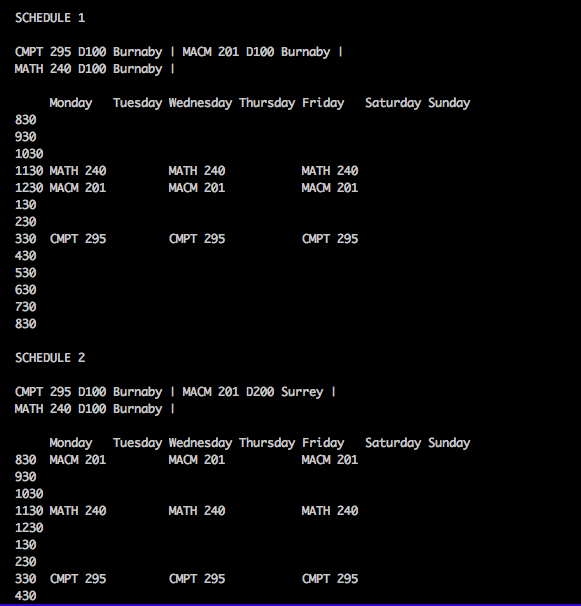 SCHEDULE 1
CMPT 295 D100 Burnaby | MACM 201 D100 Burnaby |
MATH 240 D100 Burnaby |
Monday Tuesday Wednesday Thursday Friday Saturday Sunday
830
930
1030
1130 MATH 240 MATH 240 MATH 240
1230 MACM 201 MACM 201 MACM 201
130
230
330 CMPT 295 CMPT 295 CMPT 295
430
530
630
730
830
SCHEDULE 2
CMPT 295 D100 Burnaby | MACM 201 D200 Surrey |
MATH 240 D100 Burnaby |
Monday Tuesday Wednesday Thursday Friday Saturday Sunday
830 MACM 201 MACM 201 MACM 201
930
1030
1130 MATH 240 MATH 240 MATH 240
1230
130
230
330 CMPT 295 CMPT 295 CMPT 295
430